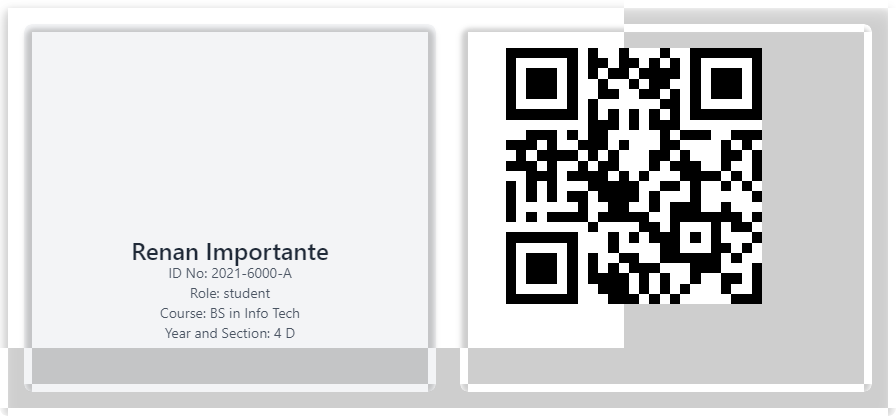 Renan Importante
ID No: 2021-6000-A
Role: student
Course: BS in Info Tech
Year and Section: 4 D